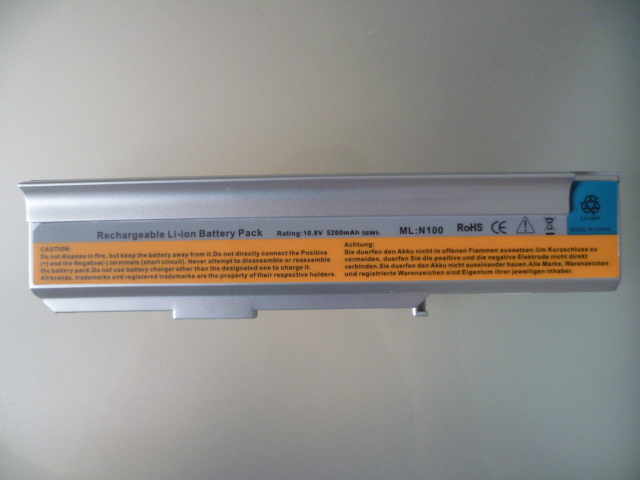 Rechargeable Li-ion Battery Pack Rating:10.8V 5200mAh 56Wh ML:N100 RoHS CE
Li-ion
MADE IN CHINA
CAUTION:
Do not dispose in fire, but keep the battery away from it.Do not directly connect the Positive
(+) and the Negative(-) terminals (short circuit). Never attempt to disassemble or reassemble
the battery pack.Do not use battery charger other than the designated one to charge it.
All brands, trademarks and registered trademarks are the property of their respective holders.
Achtung:
Sie duerfen den Akku nicht in offenen Flammen aussetzen.Um Kurzschluss zu
vermeiden, duerfen Sie die positive und die negative Elektrode nicht direkt
verbinden.Sie duerfen den Akku nicht auseinander bauen.Alle Marke, Warenzeichen
und registrierte Warenzeichen sind Eigentum Ihrer jeweiligen Inhaber.